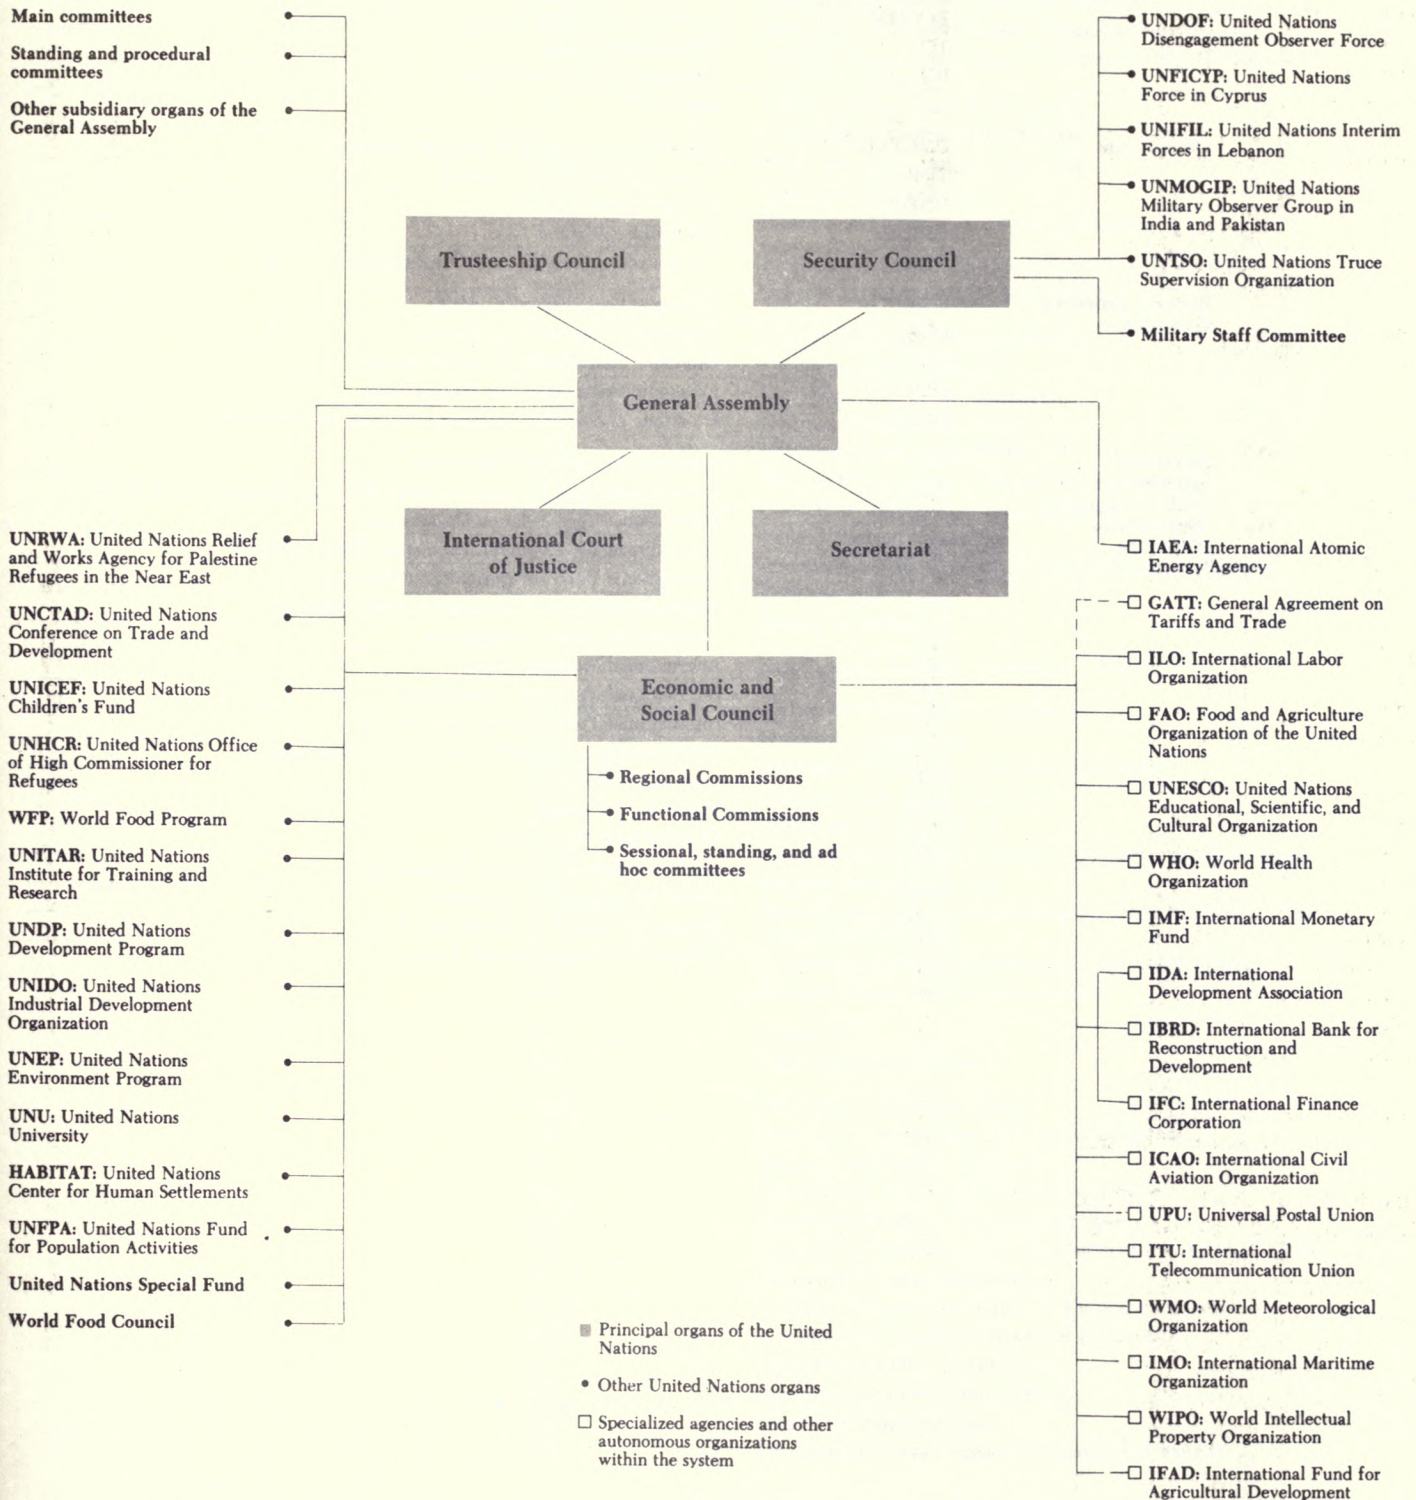 Main committees
Standing and procedural
committees
Other subsidiary organs of the
General Assembly
UNDOF: United Nations
Disengagement Observer Force
UNFICYP: United Nations
Force in Cyprus
UNIFIL: United Nations Interim
Forces in Lebanon
UNMOGIP: United Nations
Military Observer Group in
India and Pakistan
UNTSO: United Nations Truce
Supervision Organization
Military Staff Committee
Trusteeship Council
Security Council
General Assembly
International Court
of Justice
Secretariat
Economic and
Social Council
Regional Commissions
Functional Commissions
Sessional, standing, and ad
hoc committees
UNRWA: United Nations Relief
and Works Agency for Palestine
Refugees in the Near East
UNCTAD: United Nations
Conference on Trade and
Development
UNICEF: United Nations
Children's Fund
UNHCR: United Nations Office
of High Commissioner for
Refugees
WFP: World Food Program
UNITAR: United Nations
Institute for Training and
Research
UNDP: United Nations
Development Program
UNIDO: United Nations
Industrial Development
Organization
UNEP: United Nations
Environment Program
UNU: United Nations
University
HABITAT: United Nations
Center for Human Settlements
UNFPA: United Nations Fund
for Population Activities
United Nations Special Fund
World Food Council
IAEA: International Atomic
Energy Agency
GATT: General Agreement on
Tariffs and Trade
ILO: International Labor
Organization
FAO: Food and Agriculture
Organization of the United
Nations
UNESCO: United Nations
Educational, Scientific, and
Cultural Organization
WHO: World Health
Organization
IMF: International Monetary
Fund
IDA: International
Development Association
IBRD: International Bank for
Reconstruction and
Development
IFC: International Finance
Corporation
ICAO: International Civil
Aviation Organization
UPU: Universal Postal Union
ITU: International
Telecommunication Union
WMO: World Meteorological
Organization
IMO: International Maritime
Organization
WIPO: World Intellectual
Property Organization
IFAD: International Fund for
Agricultural Development
Principal organs of the United
Nations
Other United Nations organs
Specialized agencies and other
autonomous organizations
within the system